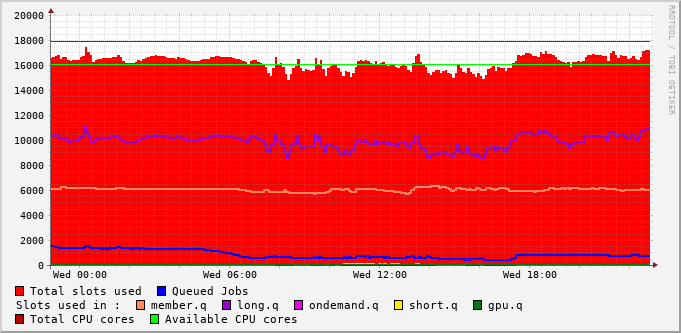 20000
18000
16000
14000
12000
10000
8000
6000
4000
2000
0
Wed 00:00 Wed 06:00 Wed 12:00 Wed 18:00
RRDTOOL / TOBI OETIKER
Total slots used Queued Jobs
Slots used in : member.q long.q ondemand.q short.q gpu.q
Total CPU cores Available CPU cores